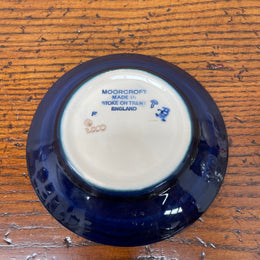 MOORCROFT
MADE IN
STOKE ON TRENT
ENGLAND